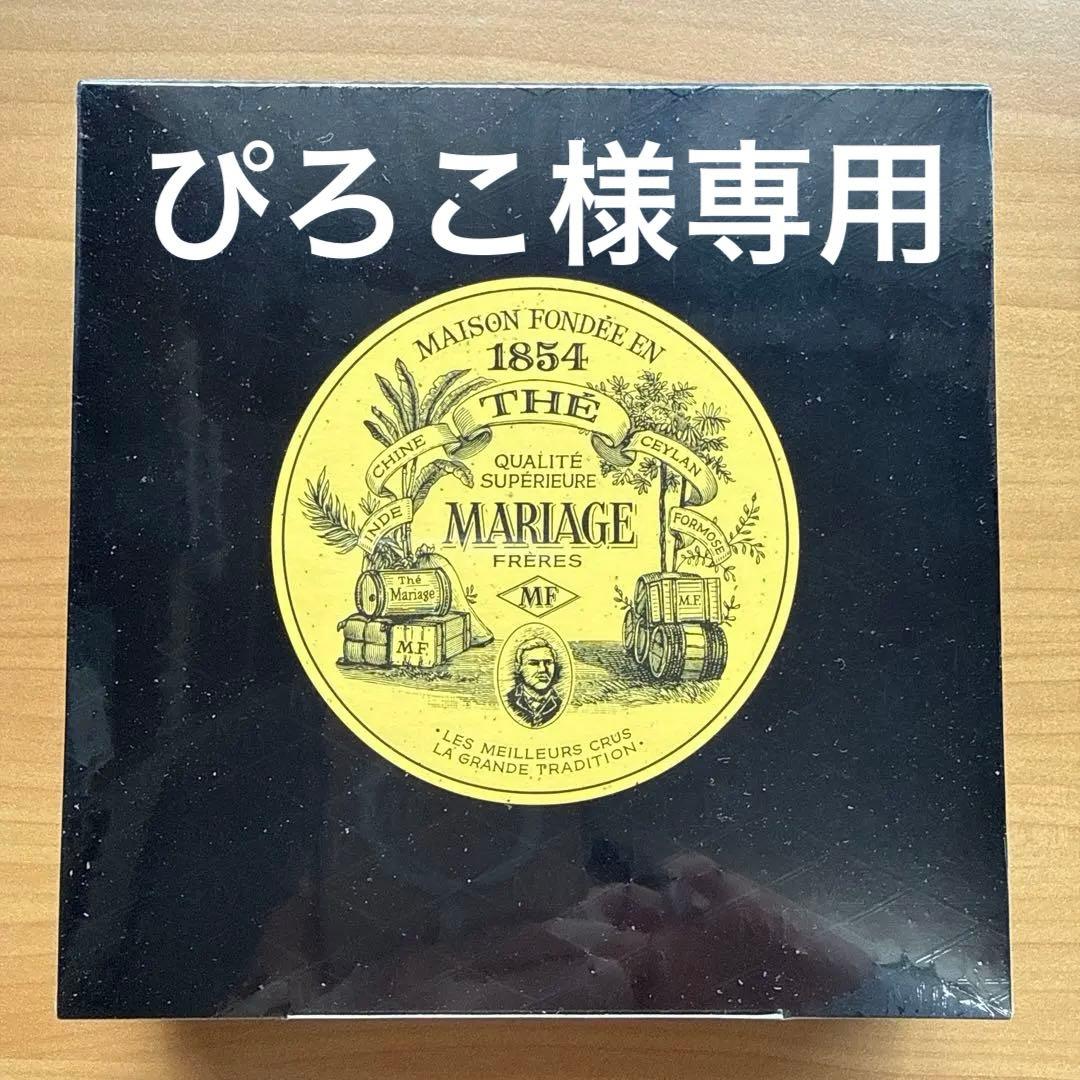 ぴろこ様専用
MAISON FONDÉE EN
1854
THÉ
CHINE
CEYLAN
QUALITÉ
SUPÉRIEURE
INDE
MARIAGE
FORMOSE
FRÈRES
Thé
Mariage
MF
M.F.
M.F.
•LES MEILLEURS CRUS
LA GRANDE TRADITION•